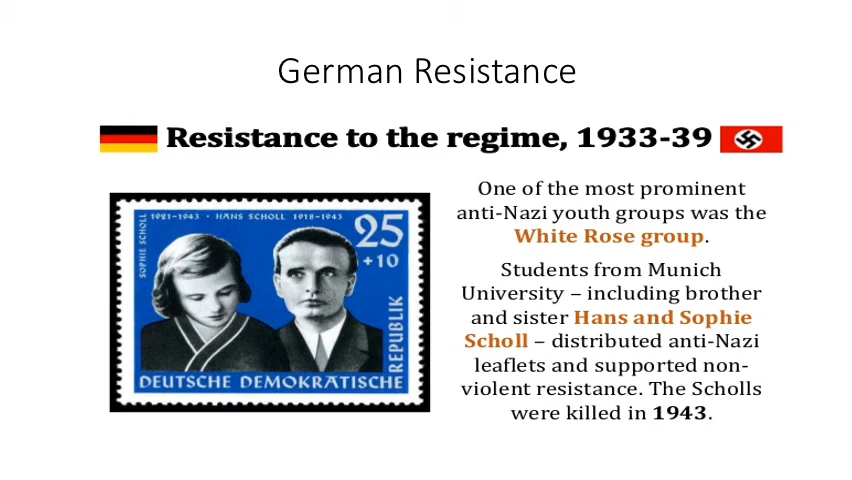 German Resistance
Resistance to the regime, 1933-39
One of the most prominent
anti-Nazi youth groups was the
White Rose group.
Students from Munich
University – including brother
and sister Hans and Sophie
Scholl – distributed anti-Nazi
leaflets and supported non-
violent resistance. The Scholls
were killed in 1943.
SOPHIE SCHOLL
1921-1943 · HANS SCHOLL 1918-1943
25
+10
DEUTSCHE DEMOKRATISCHE
REPUBLIK